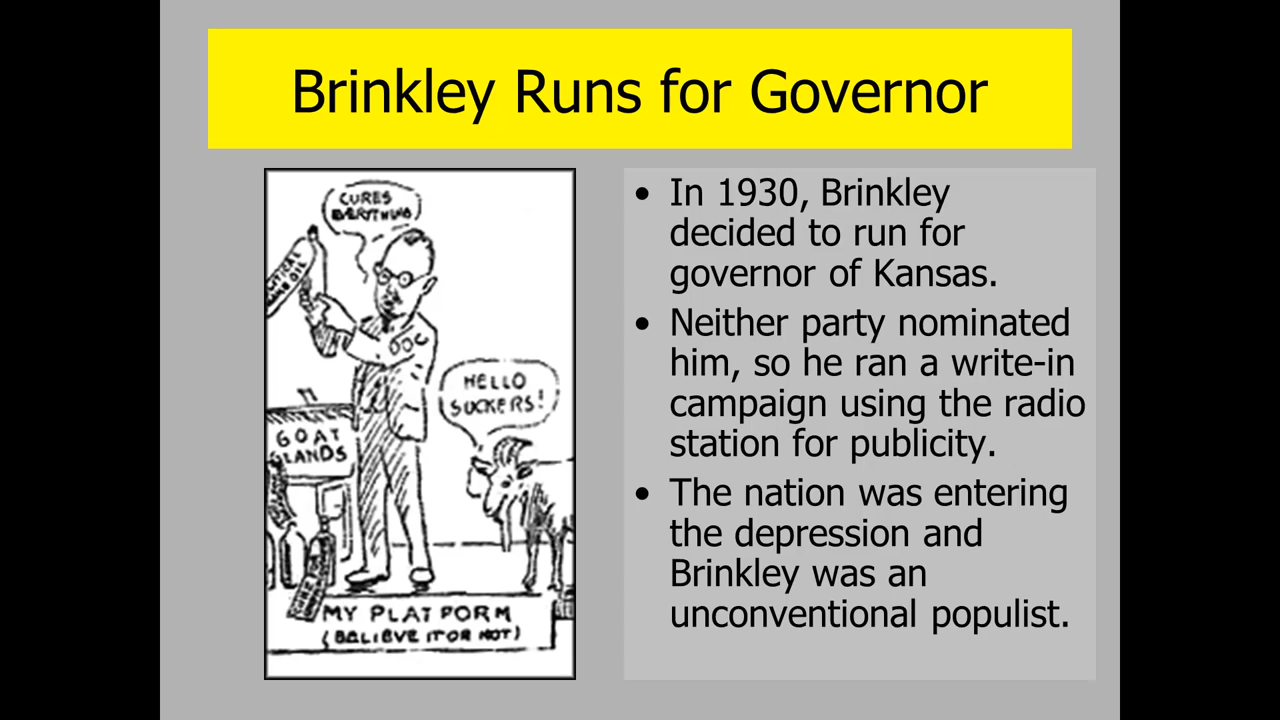 Brinkley Runs for Governor
CURES
EVERYTHING
OIL
DOC
HELLO
SUCKERS!
GOAT
GLANDS
MY PLATFORM
(BELIEVE IT OR NOT)
• In 1930, Brinkley
decided to run for
governor of Kansas.
• Neither party nominated
him, so he ran a write-in
campaign using the radio
station for publicity.
• The nation was entering
the depression and
Brinkley was an
unconventional populist.